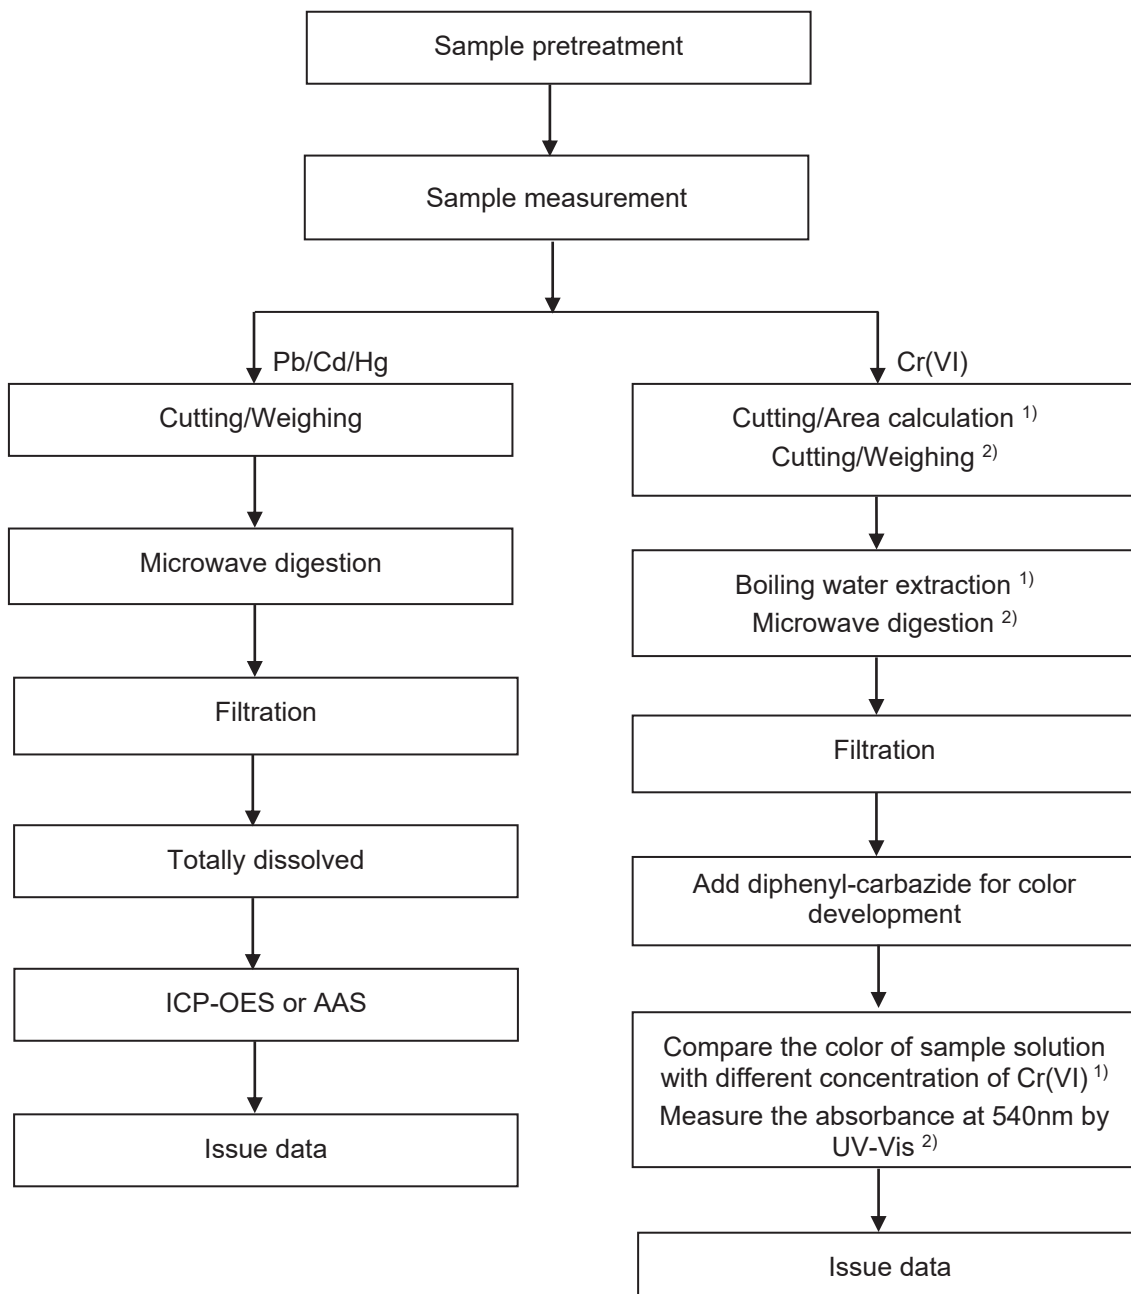 Sample pretreatment
Sample measurement
Pb/Cd/Hg
Cutting/Weighing
Microwave digestion
Filtration
Totally dissolved
ICP-OES or AAS
Issue data
Cr(VI)
Cutting/Area calculation 1)
Cutting/Weighing 2)
Boiling water extraction 1)
Microwave digestion 2)
Filtration
Add diphenyl-carbazide for color
development
Compare the color of sample solution
with different concentration of Cr(VI) 1)
Measure the absorbance at 540nm by
UV-Vis 2)
Issue data